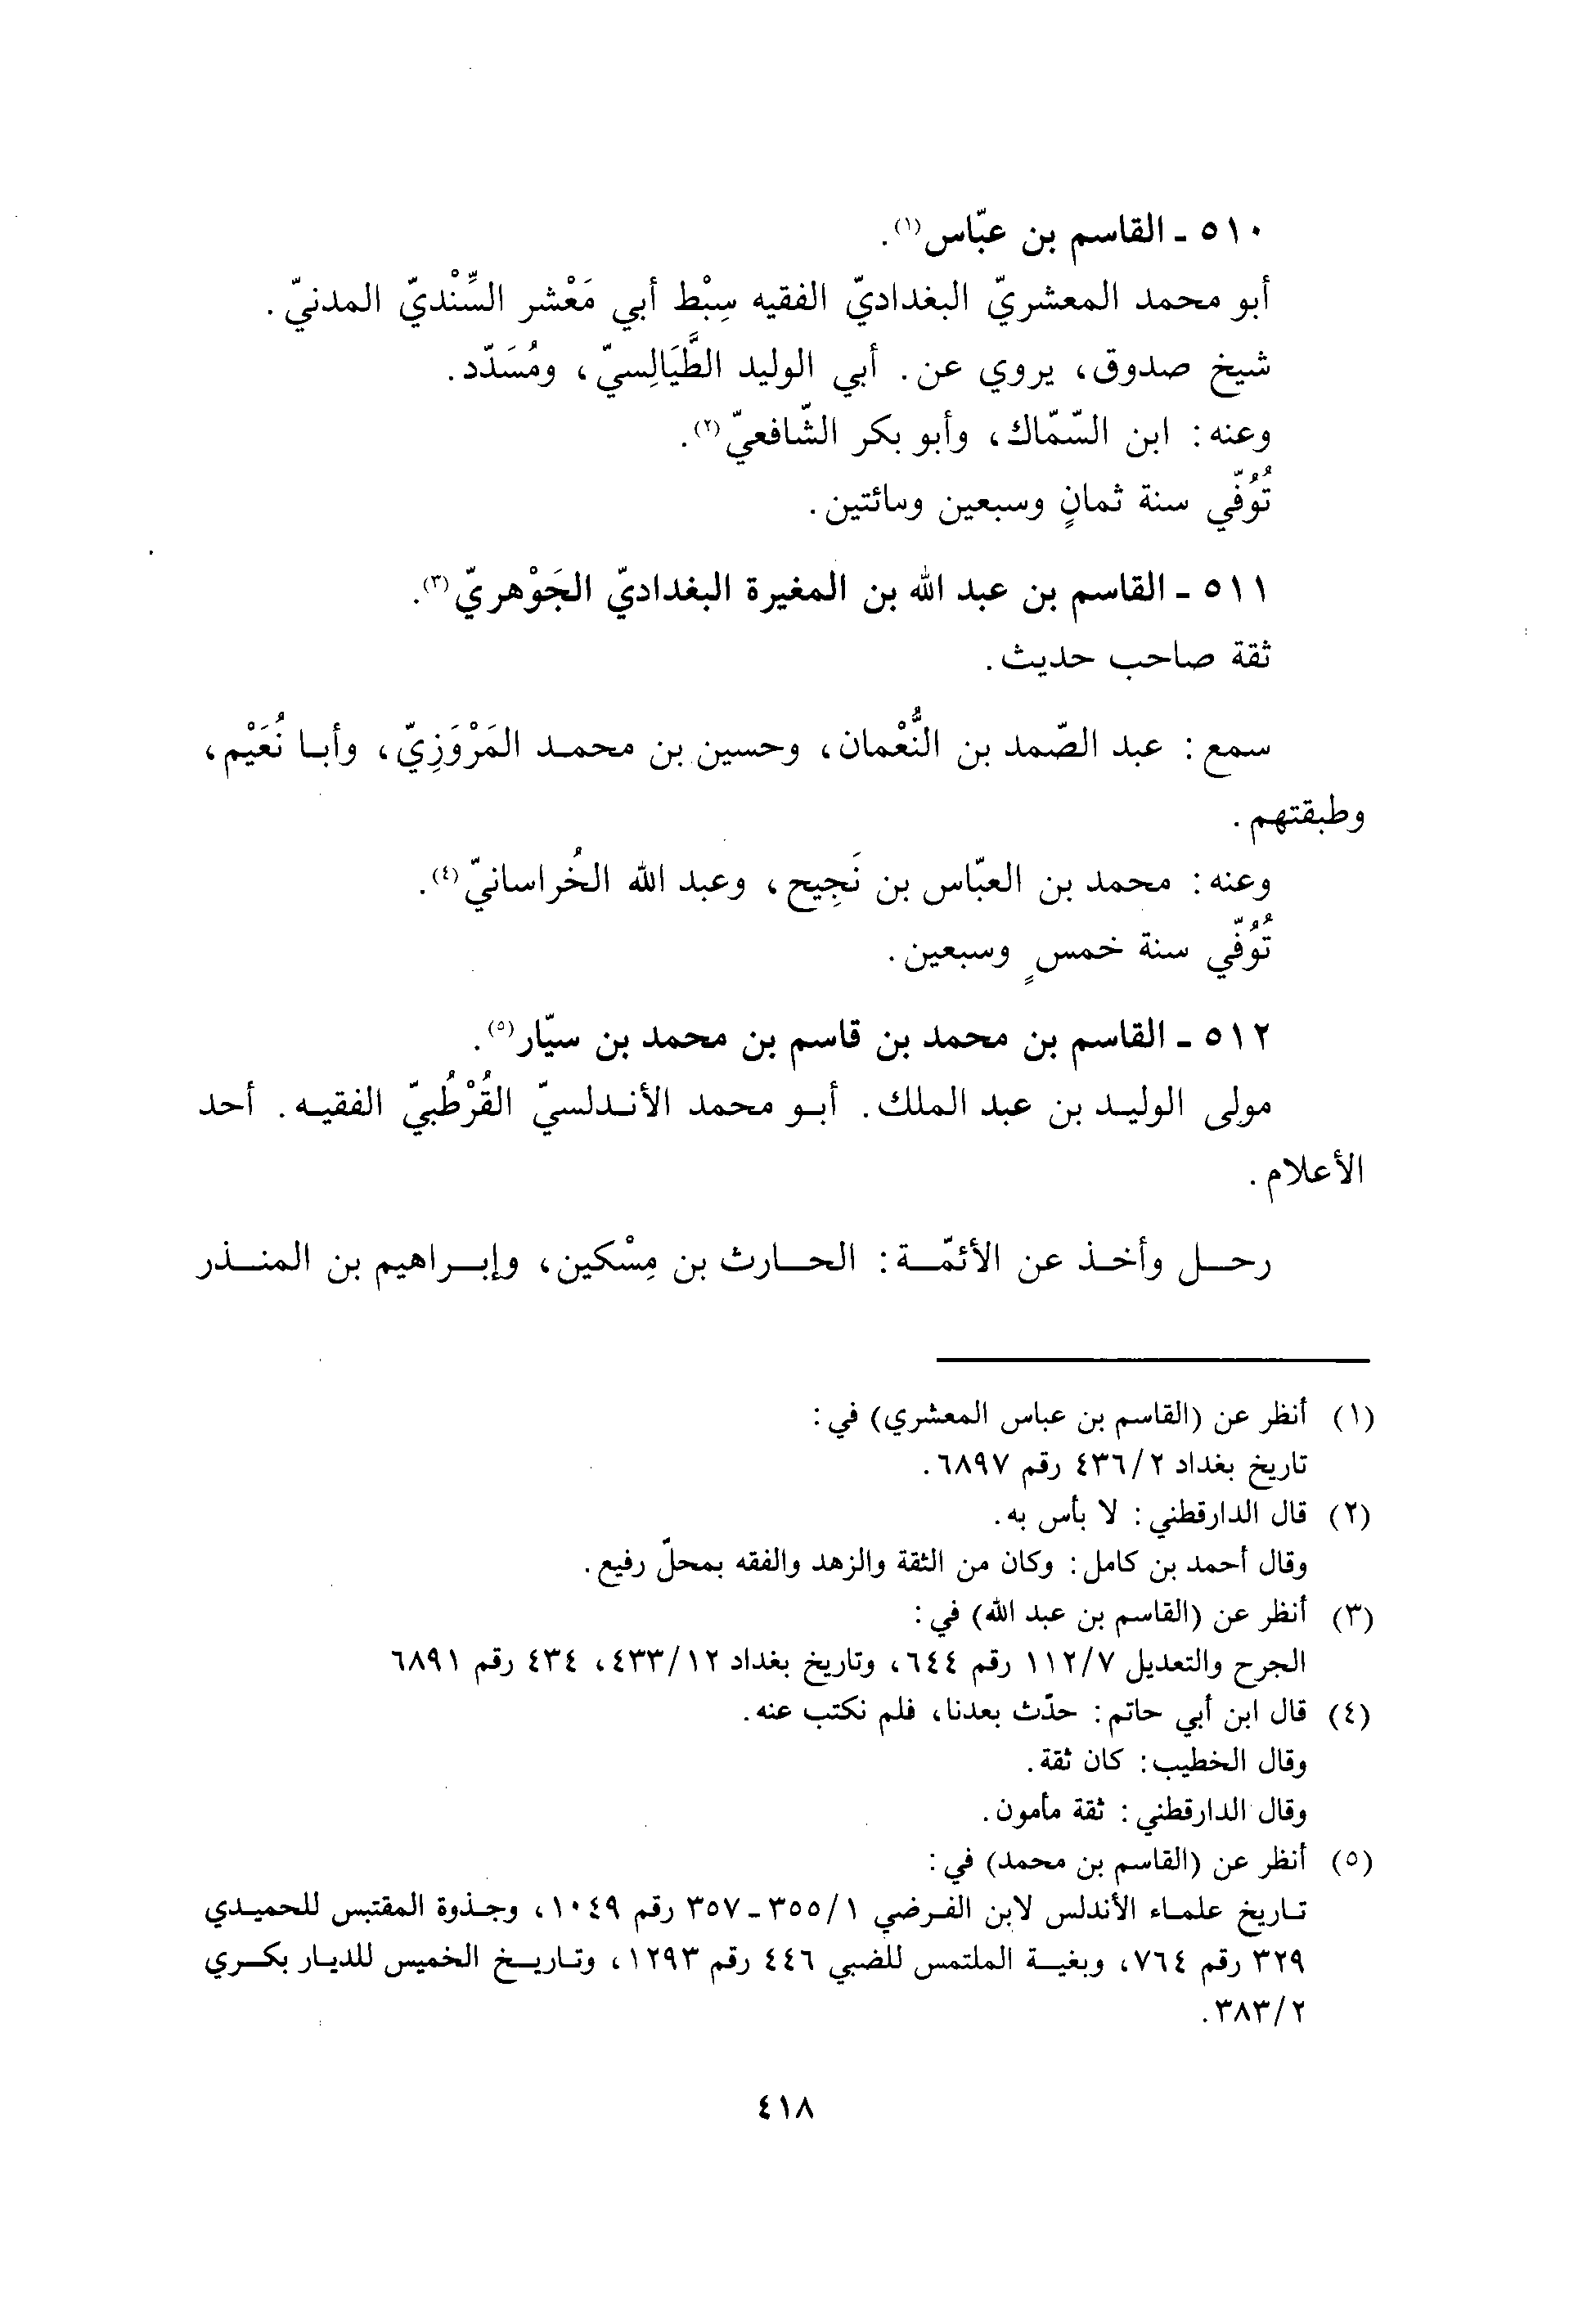 ٥١٠ - القاسم بن عبّاس(١).
أبو محمد المعشريّ البغداديّ الفقيه سِبْط أبي مَعْشر السِّنْديّ المدنيّ.
شيخ صدوق، يروي عن. أبي الوليد الطَّيَالِسيّ، ومُسَدّد.
وعنه: ابن السّمّاك، وأبو بكر الشّافعيّ(٢).
تُوُفّي سنة ثمانٍ وسبعين ومائتين.
٥١١ - القاسم بن عبد الله بن المغيرة البغداديّ الجَوْهريّ(٣).
ثقة صاحب حديث.
سمع: عبد الصّمد بن النُّعْمان، وحسين بن محمد المَرْوَزِيّ، وأبا نُعَيْم،
وطبقتهم.
وعنه: محمد بن العبّاس بن نَجِيح، وعبد الله الخُراسانيّ(٤).
تُوُفّي سنة خمسٍ وسبعين.
٥١٢ - القاسم بن محمد بن قاسم بن محمد بن سيّار(٥).
مولى الوليد بن عبد الملك. أبو محمد الأندلسيّ القُرْطُبيّ الفقيه. أحد
الأعلام.
رحل وأخذ عن الأئمّة: الحارث بن مِسْكين، وإبراهيم بن المنذر
(١) أنظر عن (القاسم بن عباس المعشري) في:
تاريخ بغداد ٤٣٦/٢ رقم ٦٨٩٧.
(٢) قال الدارقطني: لا بأس به.
وقال أحمد بن كامل: وكان من الثقة والزهد والفقه بمحلّ رفيع.
(٣) أنظر عن (القاسم بن عبد الله) في:
الجرح والتعديل ١١٢/٧ رقم ٦٤٤، وتاريخ بغداد ٤٣٣/١٢، ٤٣٤ رقم ٦٨٩١
(٤) قال ابن أبي حاتم: حدّث بعدنا، فلم نكتب عنه.
وقال الخطيب: كان ثقة.
وقال الدارقطني: ثقة مأمون.
(٥) أنظر عن (القاسم بن محمد) في:
تاريخ علماء الأندلس لابن الفرضي ٣٥٥/١ - ٣٥٧ رقم ١٠٤٩، وجذوة المقتبس للحميدي
٣٢٩ رقم ٧٦٤، وبغية الملتمس للضبي ٤٤٦ رقم ١٢٩٣، وتاريخ الخميس للديار بكري
٣٨٣/٢.
٤١٨